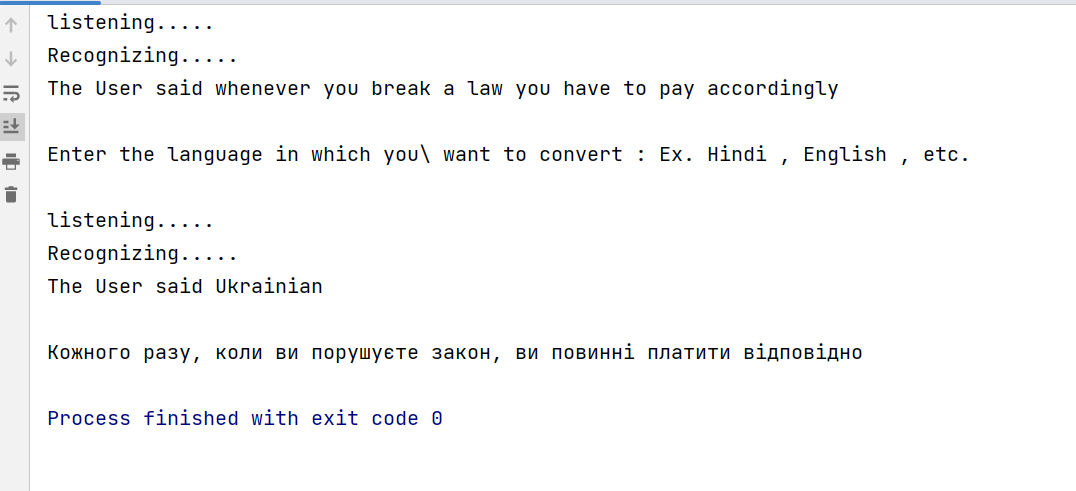 listening.....
Recognizing.....
The User said whenever you break a law you have to pay accordingly
Enter the language in which you\ want to convert : Ex. Hindi , English , etc.
listening.....
Recognizing.....
The User said Ukrainian
Кожного разу, коли ви порушуєте закон, ви повинні платити відповідно
Process finished with exit code 0